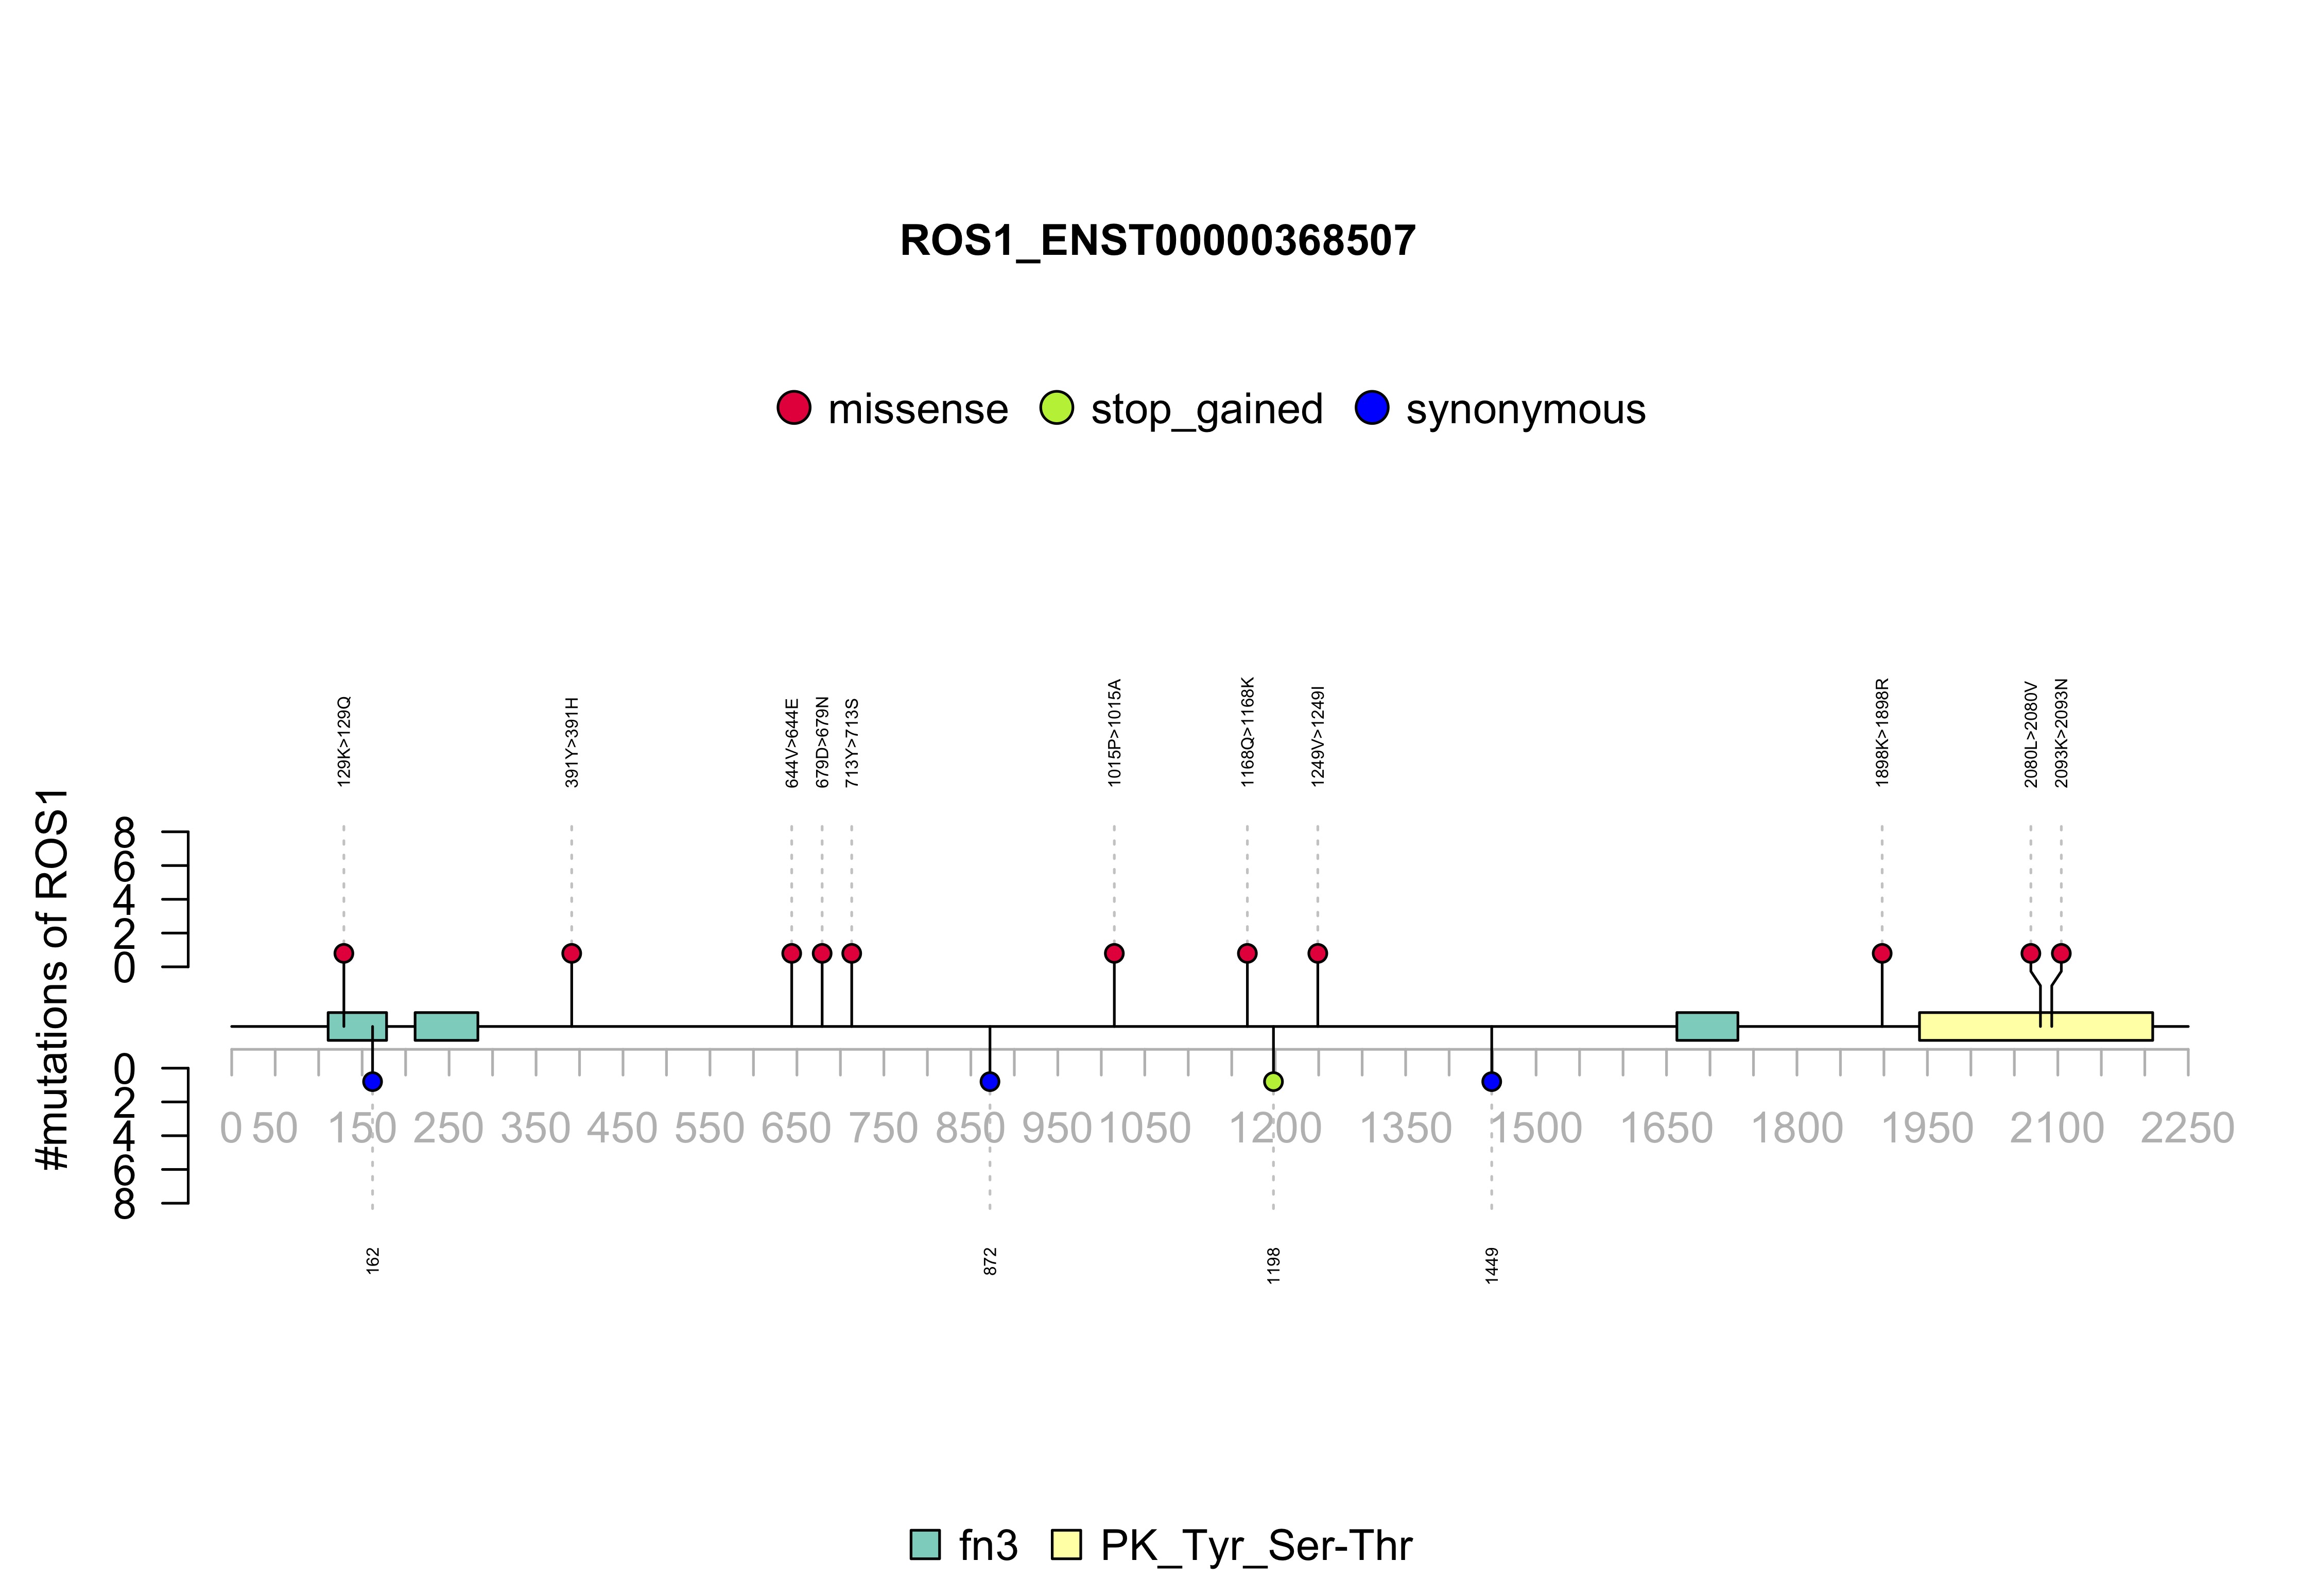 ROS1_ENST00000368507
missense stop_gained synonymous
129K>129Q 391Y>391H 644V>644E 679D>679N 713Y>713S 1015P>1015A 1168Q>1168K 1249V>1249I 1898K>1898R 2080L>2080V 2093K>2093N
#mutations of ROS1
8
6
4
2
0
0
2
4
6
8
0 50 150 250 350 450 550 650 750 850 950 1050 1200 1350 1500 1650 1800 1950 2100 2250
162 872 1198 1449
fn3 PK_Tyr_Ser-Thr